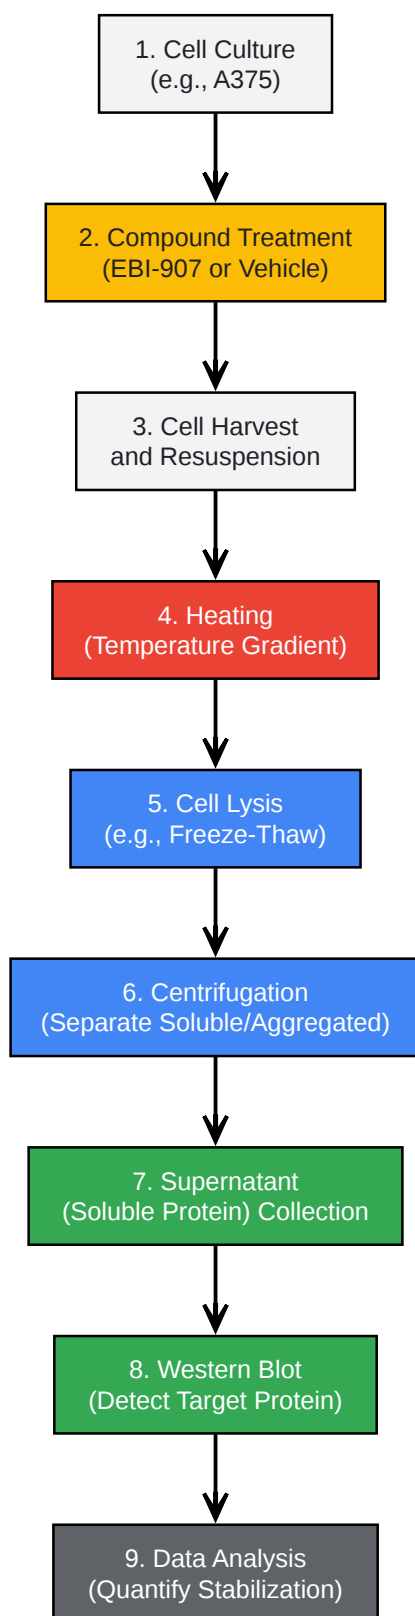 1. Cell Culture
(e.g., A375)
2. Compound Treatment
(EBI-907 or Vehicle)
3. Cell Harvest
and Resuspension
4. Heating
(Temperature Gradient)
5. Cell Lysis
(e.g., Freeze-Thaw)
6. Centrifugation
(Separate Soluble/Aggregated)
7. Supernatant
(Soluble Protein) Collection
8. Western Blot
(Detect Target Protein)
9. Data Analysis
(Quantify Stabilization)